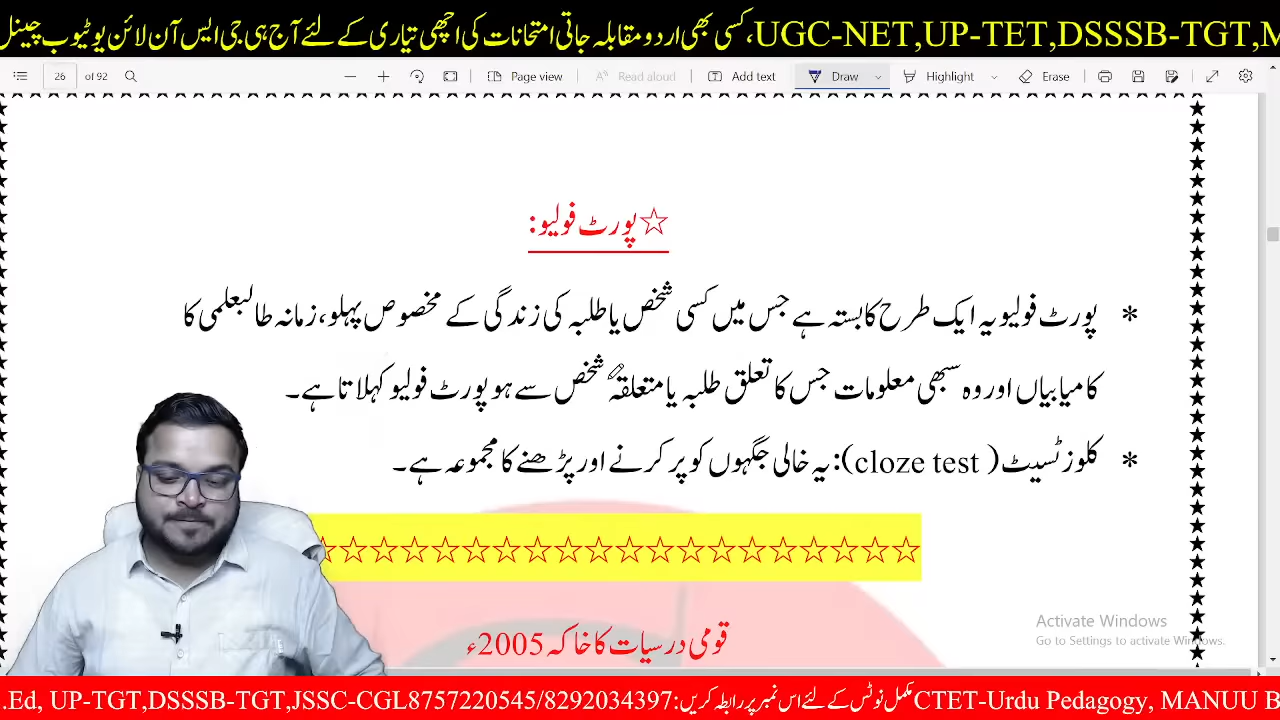 UGC-NET,UP-TET,DSSSB-TGT,M، کسی بھی اردو مقابلہ جاتی امتحانات کی اچھی تیاری کے لئے آج ہی جی ایس آن لائن یوٹیوب چینل
26 of 92 Page view Read aloud Add text Draw Highlight Erase
☆پورٹ فولیو:
* پورٹ فولیو یہ ایک طرح کا بستہ ہے جس میں کسی شخص یا طلبہ کی زندگی کے مخصوص پہلو، زمانہ طالبعلمی کا
کامیابیاں اور وہ سبھی معلومات جس کا تعلق طلبہ یا متعلقہ شخص سے ہو پورٹ فولیو کہلاتا ہے۔
* کلوز ٹسیٹ (cloze test): یہ خالی جگہوں کو پر کرنے اور پڑھنے کا مجموعہ ہے۔
☆☆☆☆☆☆☆☆☆☆☆☆☆☆☆☆☆☆☆☆
قومی درسیات کا خاکہ 2005ء
Activate Windows
Go to Settings to activate Windows.
.Ed, UP-TGT,DSSSB-TGT,JSSC-CGL8757220545/8292034397:مکمل نوٹس کے لئے اس نمبر پر رابطہ کریں CTET-Urdu Pedagogy, MANUU B